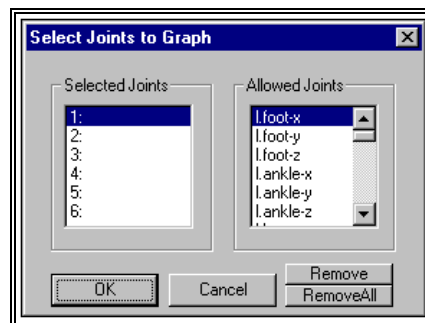 Select Joints to Graph
Selected Joints
1:
2:
3:
4:
5:
6:
Allowed Joints
l.foot-x
l.foot-y
l.foot-z
l.ankle-x
l.ankle-y
l.ankle-z
OK
Cancel
Remove
RemoveAll